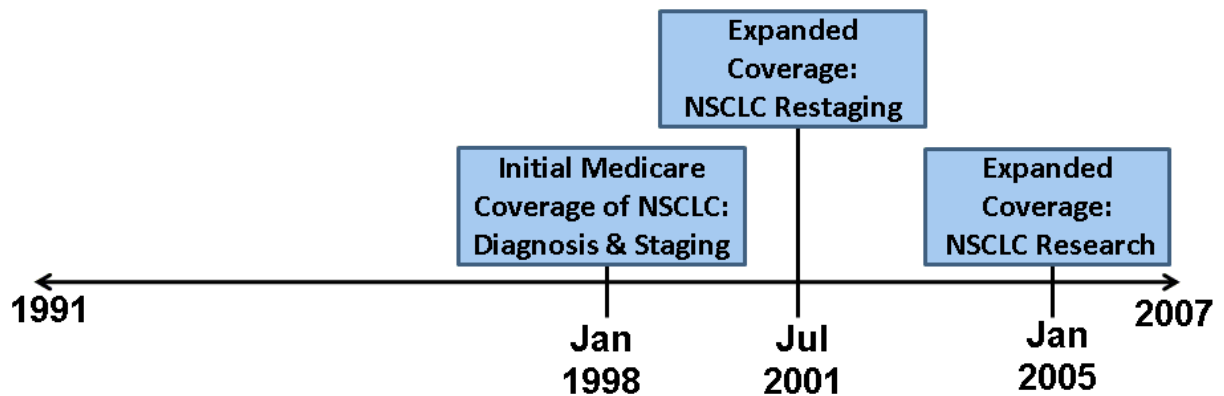 Expanded
Coverage:
NSCLC Restaging
Initial Medicare
Coverage of NSCLC:
Diagnosis & Staging
Expanded
Coverage:
NSCLC Research
1991
2007
Jan
1998
Jul
2001
Jan
2005